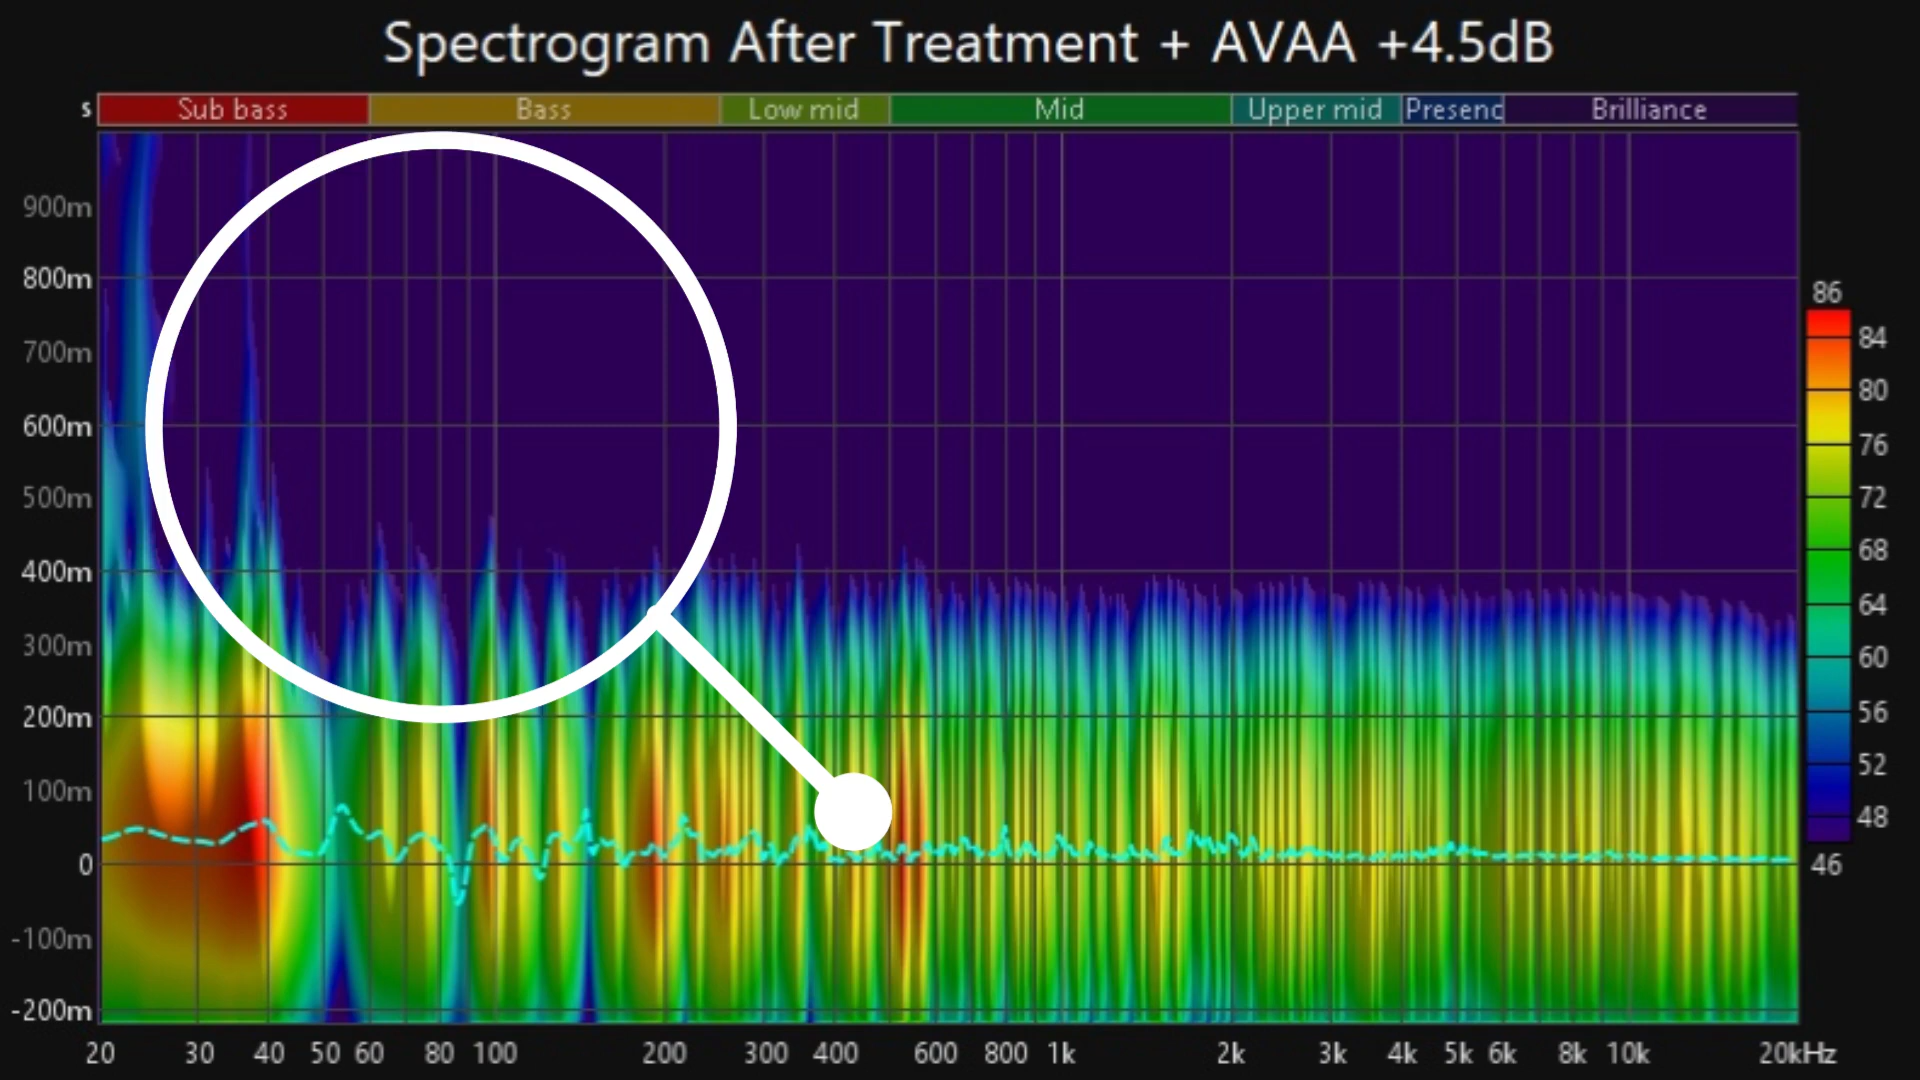 Spectrogram After Treatment + AVAA +4.5dB
s Sub bass Bass Low mid Mid Upper mid Presenc Brilliance
900m
800m
700m
600m
500m
400m
300m
200m
100m
0
-100m
-200m
20 30 40 50 60 80 100 200 300 400 600 800 1k 2k 3k 4k 5k 6k 8k 10k 20kHz
86
84
80
76
72
68
64
60
56
52
48
46